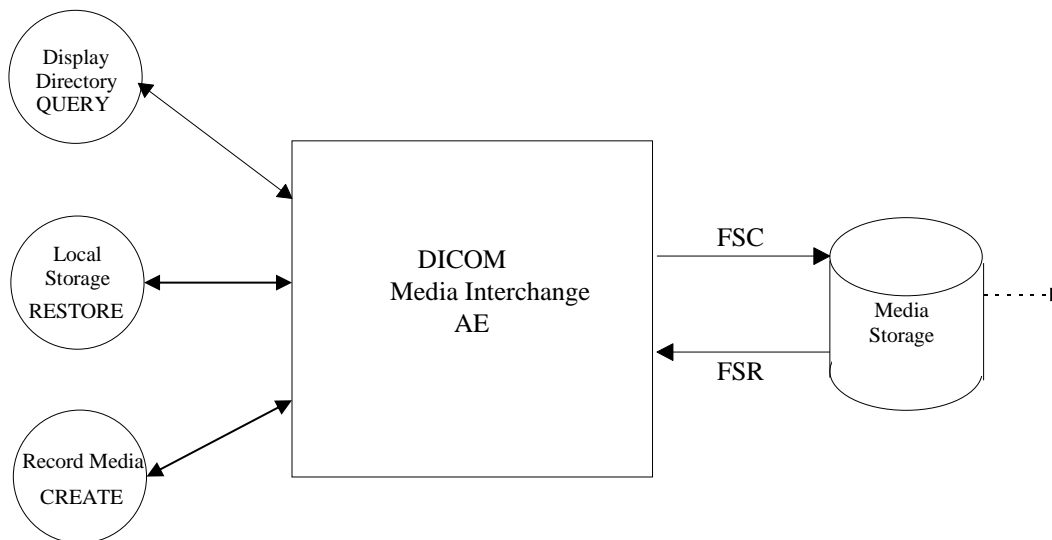 Display
Directory
QUERY
Local
Storage
RESTORE
Record Media
CREATE
DICOM
Media Interchange
AE
FSC
FSR
Media
Storage